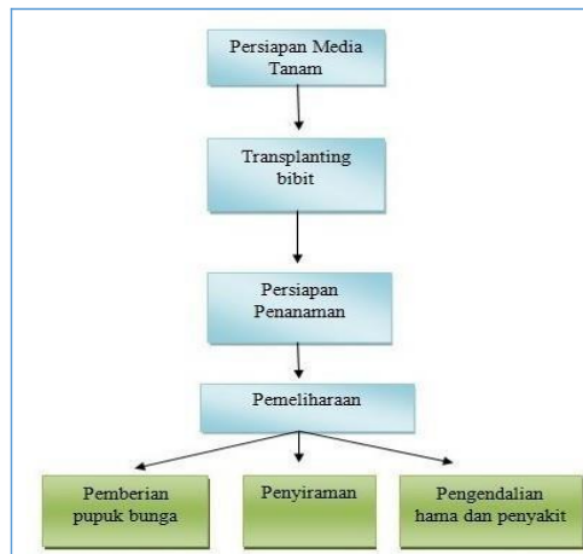 Persiapan Media
Tanam
Transplanting
bibit
Persiapan
Penanaman
Pemeliharaan
Pemberian
pupuk bunga
Penyiraman
Pengendalian
hama dan penyakit